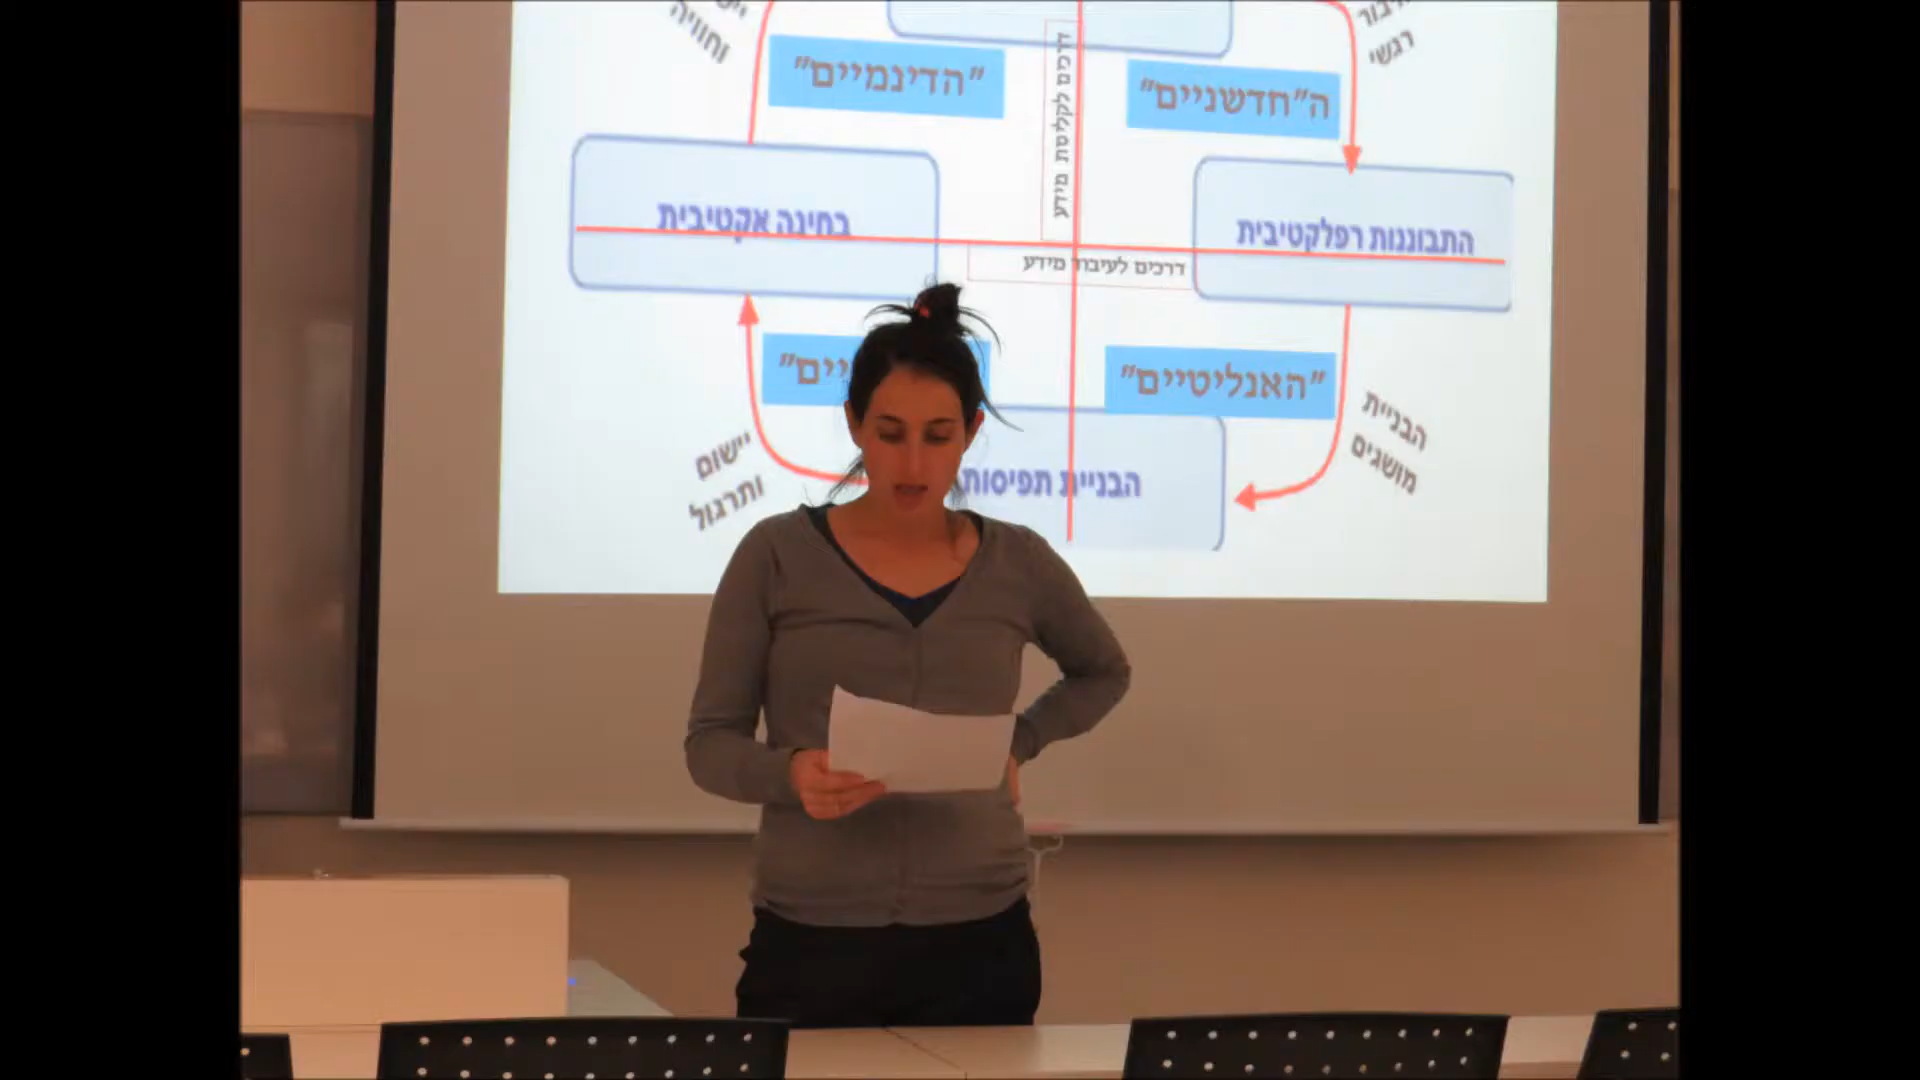 וחוויה
רגשי
"הדינמיים"
ה"חדשניים"
דרכים לקליטת מידע
בחינה אקטיבית
התבוננות רפלקטיבית
דרכים לעיבוד מידע
"האנליטיים"
יישום
ותרגול
הבניית תפיסות
הבניית
מושגים